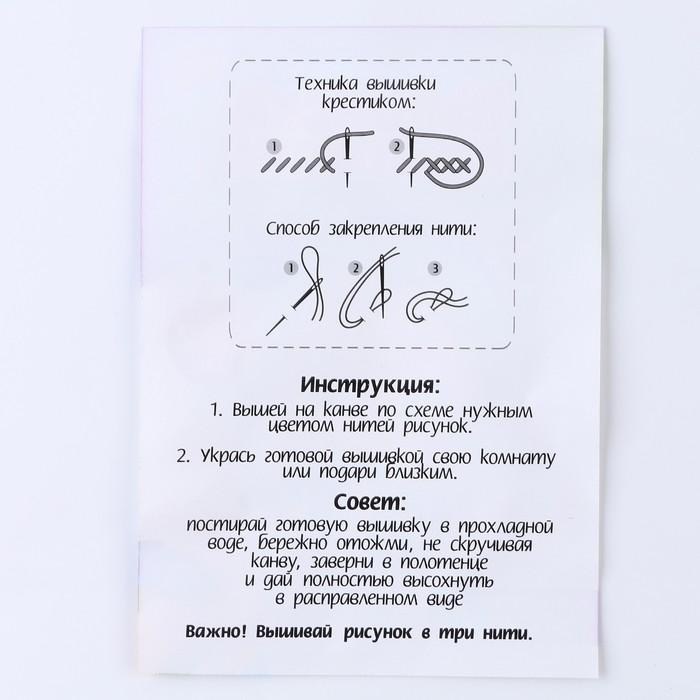 Техника вышивки
крестиком:
1 2
Способ закрепления нити:
1 2 3
Инструкция:
1. Вышей на канве по схеме нужным
цветом нитей рисунок.
2. Укрась готовой вышивкой свою комнату
или подари близким.
Совет:
постирай готовую вышивку в прохладной
воде, бережно отожми, не скручивая
канву, заверни в полотенце
и дай полностью высохнуть
в расправленном виде
Важно! Вышивай рисунок в три нити.